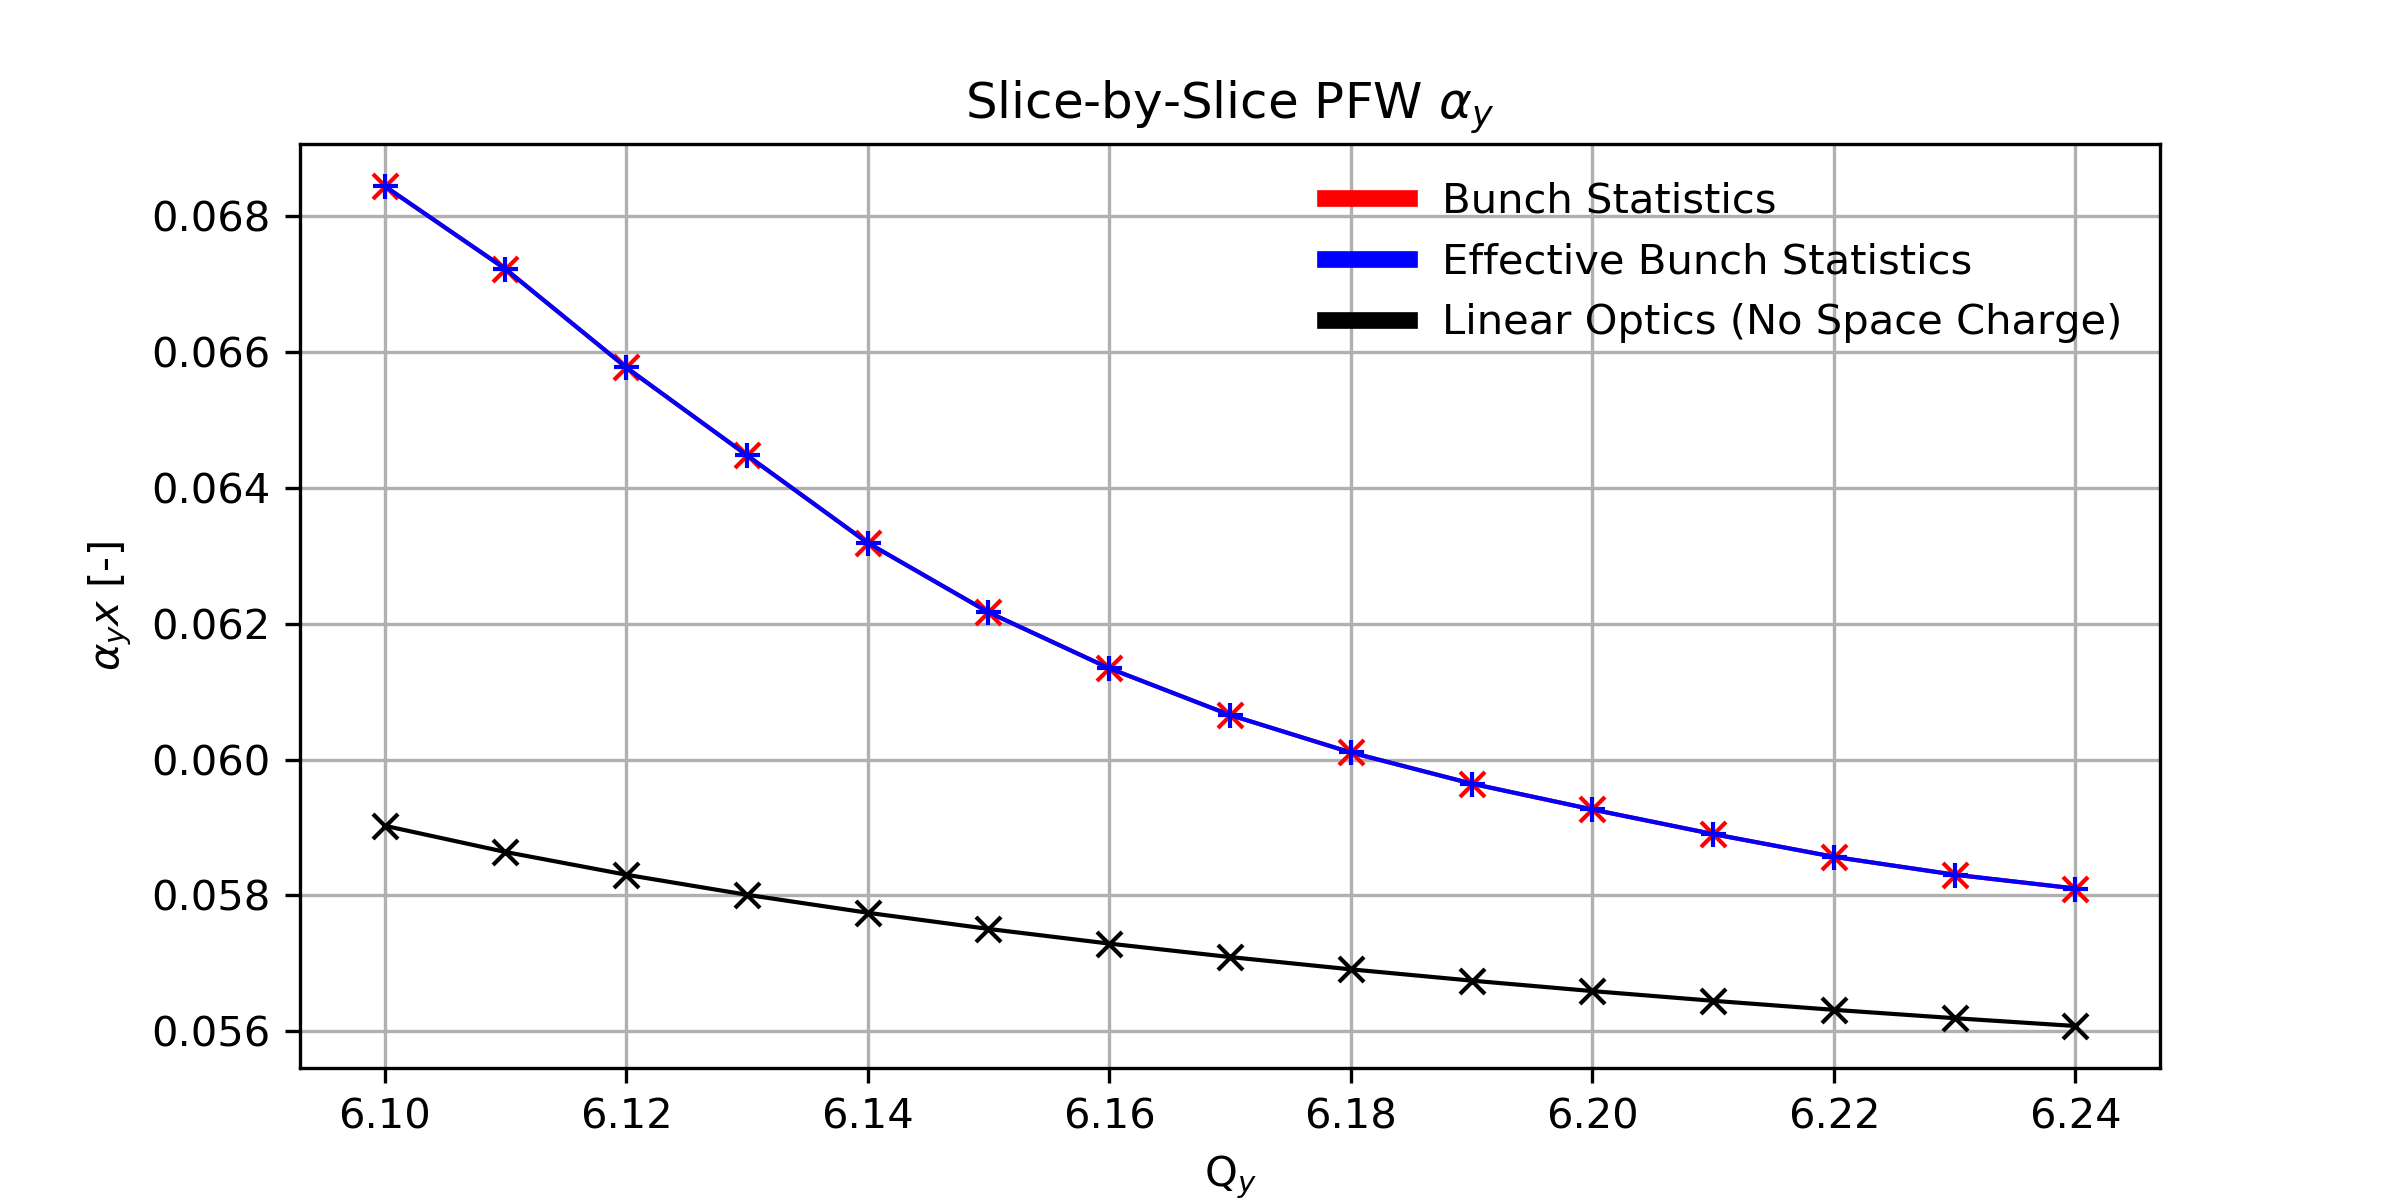 Slice-by-Slice PFW αy
Bunch Statistics
Effective Bunch Statistics
Linear Optics (No Space Charge)
αyx [-]
0.068
0.066
0.064
0.062
0.060
0.058
0.056
6.10 6.12 6.14 6.16 6.18 6.20 6.22 6.24
Qy